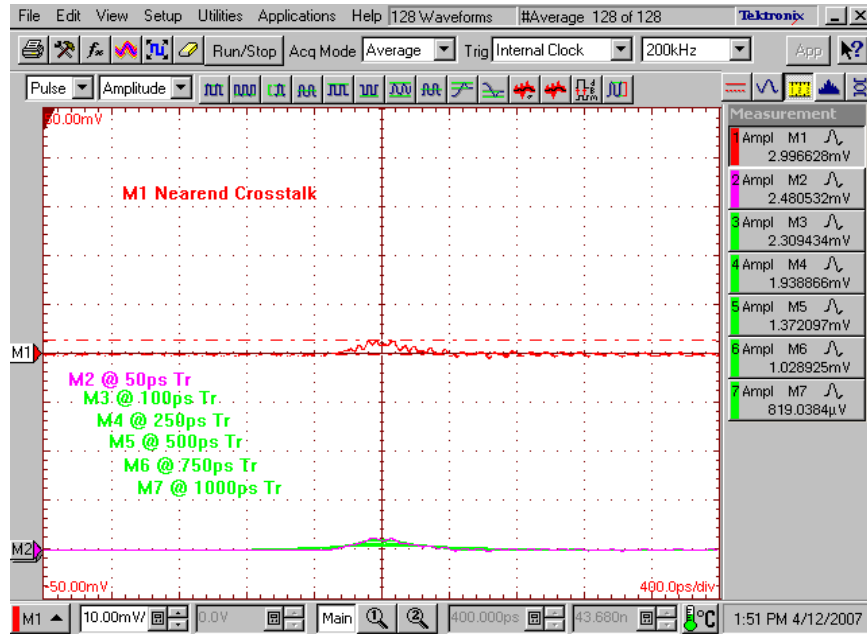 File Edit View Setup Utilities Applications Help 128 Waveforms #Average 128 of 128 Tektronix
Run/Stop Acq Mode Average Trig Internal Clock 200kHz App
Pulse Amplitude
50.00mV
M1 Nearend Crosstalk
M1
M2 @ 50ps Tr
M3 @ 100ps Tr
M4 @ 250ps Tr
M5 @ 500ps Tr
M6 @ 750ps Tr
M7 @ 1000ps Tr
M2
-50.00mV 400.0ps/div
Measurement
1 Ampl M1
2.996628mV
2 Ampl M2
2.480532mV
3 Ampl M3
2.309434mV
4 Ampl M4
1.938866mV
5 Ampl M5
1.372097mV
6 Ampl M6
1.028925mV
7 Ampl M7
819.0384µV
M1 10.00mV/ 0.0V Main 1 2 400.000ps 43.680n °C 1:51 PM 4/12/2007